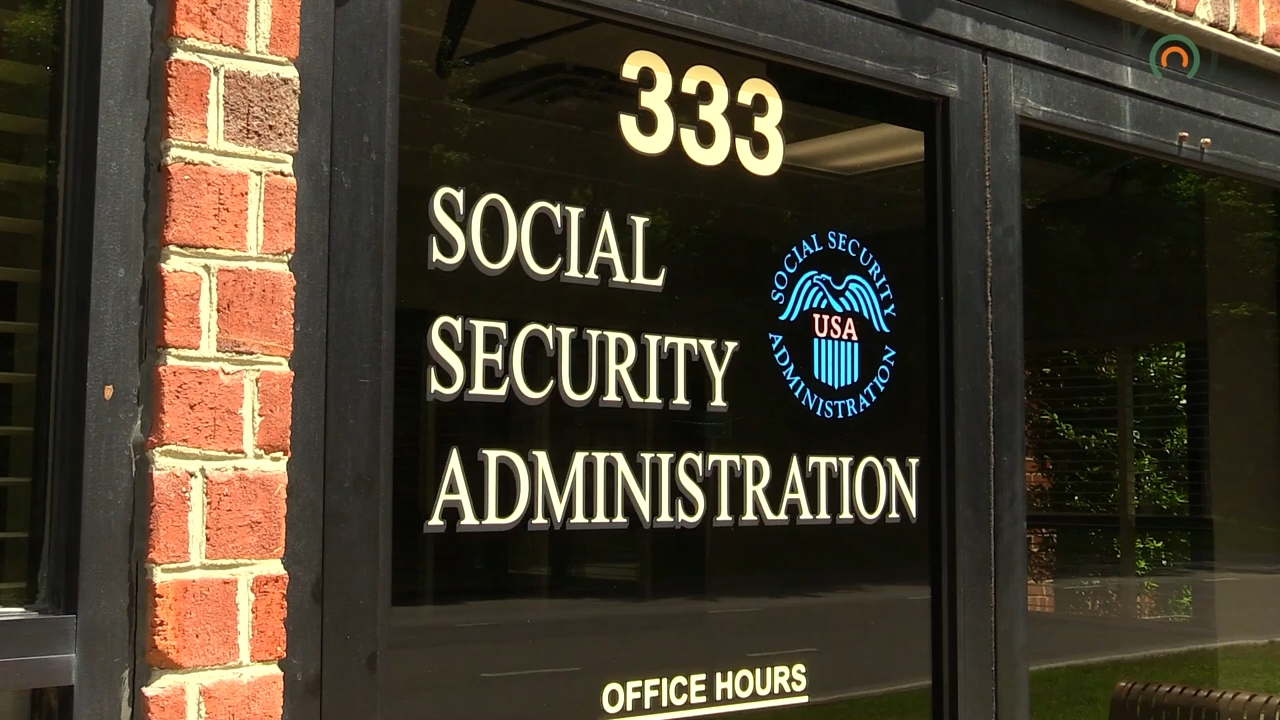 333
SOCIAL
SECURITY
ADMINISTRATION
SOCIAL SECURITY
USA
ADMINISTRATION
OFFICE HOURS